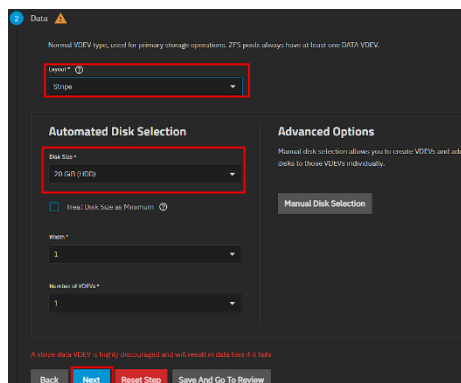 2 Data
Normal VDEV type, used for primary storage operations. ZFS pools always have at least one DATA VDEV.
Layout*
Stripe
Automated Disk Selection
Disk Size*
20 GiB (HDD)
Treat Disk Size as Minimum
Width*
1
Number of VDEVs*
1
Advanced Options
Manual disk selection allows you to create VDEVs and add
disks to those VDEVs individually.
Manual Disk Selection
A stripe data VDEV is highly discouraged and will result in data loss if it fails
Back Next Reset Step Save And Go To Review